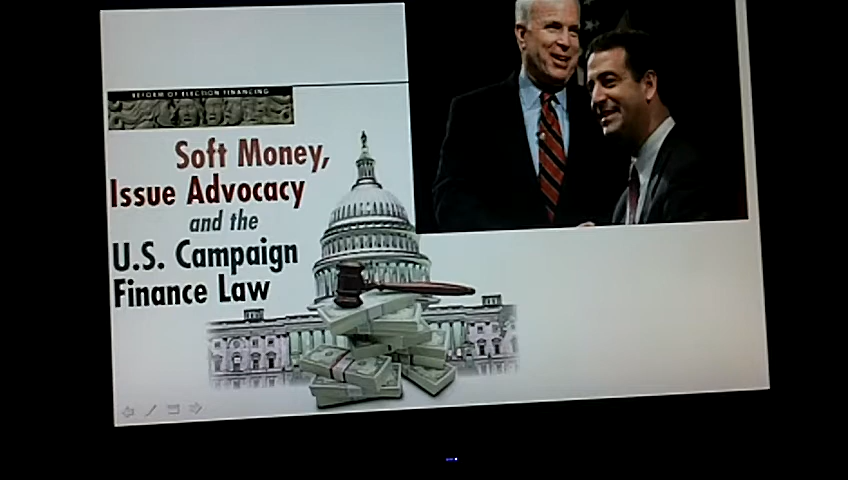 REFORM OF ELECTION FINANCING
Soft Money,
Issue Advocacy
and the
U.S. Campaign
Finance Law